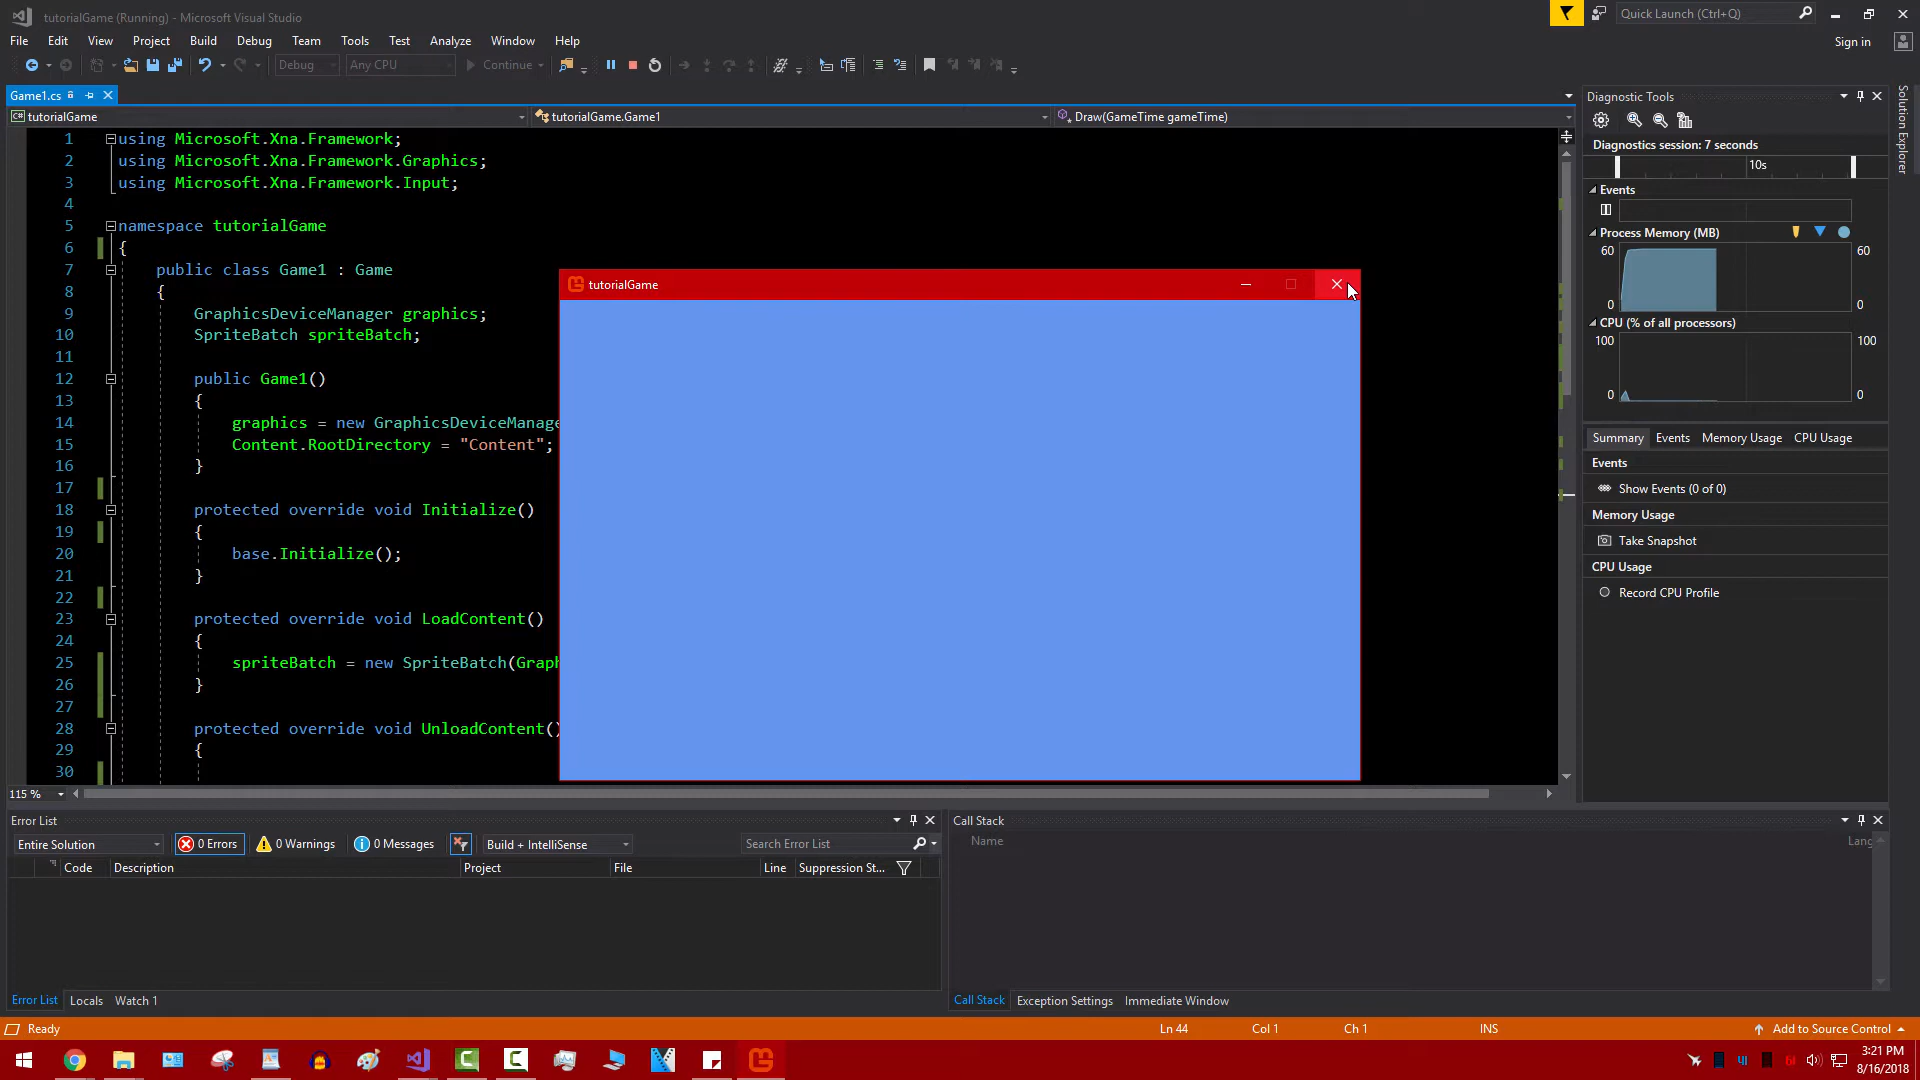 tutorialGame (Running) - Microsoft Visual Studio
Quick Launch (Ctrl+Q)
File Edit View Project Build Debug Team Tools Test Analyze Window Help
Sign in
Debug Any CPU Continue
Game1.cs
tutorialGame tutorialGame.Game1 Draw(GameTime gameTime)
1 using Microsoft.Xna.Framework;
2 using Microsoft.Xna.Framework.Graphics;
3 using Microsoft.Xna.Framework.Input;
4
5 namespace tutorialGame
6 {
7 public class Game1 : Game
8 {
9 GraphicsDeviceManager graphics;
10 SpriteBatch spriteBatch;
11
12 public Game1()
13 {
14 graphics = new GraphicsDeviceManage
15 Content.RootDirectory = "Content";
16 }
17
18 protected override void Initialize()
19 {
20 base.Initialize();
21 }
22
23 protected override void LoadContent()
24 {
25 spriteBatch = new SpriteBatch(Graph
26 }
27
28 protected override void UnloadContent()
29 {
30
tutorialGame
115 %
Diagnostic Tools
Diagnostics session: 7 seconds
10s
Events
Process Memory (MB)
60 60
0 0
CPU (% of all processors)
100 100
0 0
Summary Events Memory Usage CPU Usage
Events
Show Events (0 of 0)
Memory Usage
Take Snapshot
CPU Usage
Record CPU Profile
Solution Explorer
Error List
Entire Solution 0 Errors 0 Warnings 0 Messages Build + IntelliSense Search Error List
Code Description Project File Line Suppression St...
Error List Locals Watch 1
Call Stack
Name Lang
Call Stack Exception Settings Immediate Window
Ready Ln 44 Col 1 Ch 1 INS Add to Source Control
3:21 PM
8/16/2018